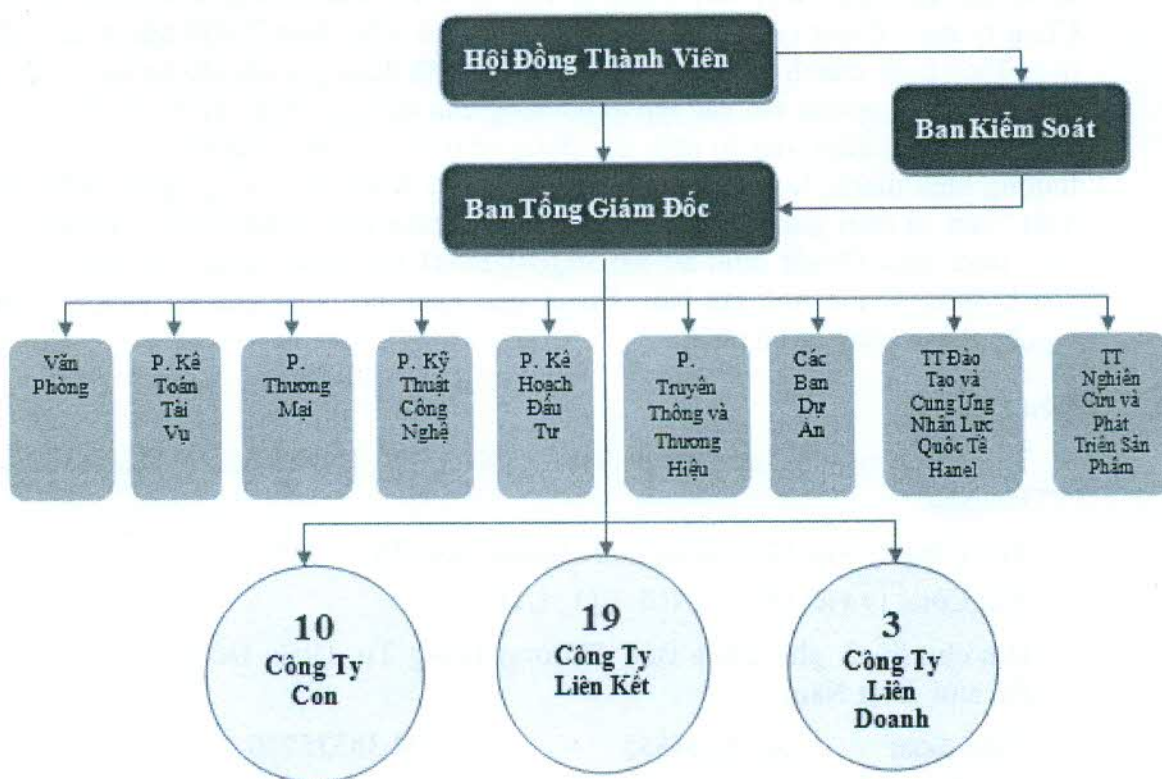 Hội Đồng Thành Viên
Ban Kiểm Soát
Ban Tổng Giám Đốc
Văn
Phòng
P. Kế
Toán
Tài
Vụ
P.
Thương
Mại
P. Kỹ
Thuật
Công
Nghệ
P. Kế
Hoạch
Đầu
Tư
P.
Truyền
Thông và
Thương
Hiệu
Các
Ban
Dự
Án
TT Đào
Tạo và
Cung Ứng
Nhân Lực
Quốc Tế
Hanel
TT
Nghiên
Cứu và
Phát
Triển Sản
Phẩm
10
Công Ty
Con
19
Công Ty
Liên Kết
3
Công Ty
Liên
Doanh